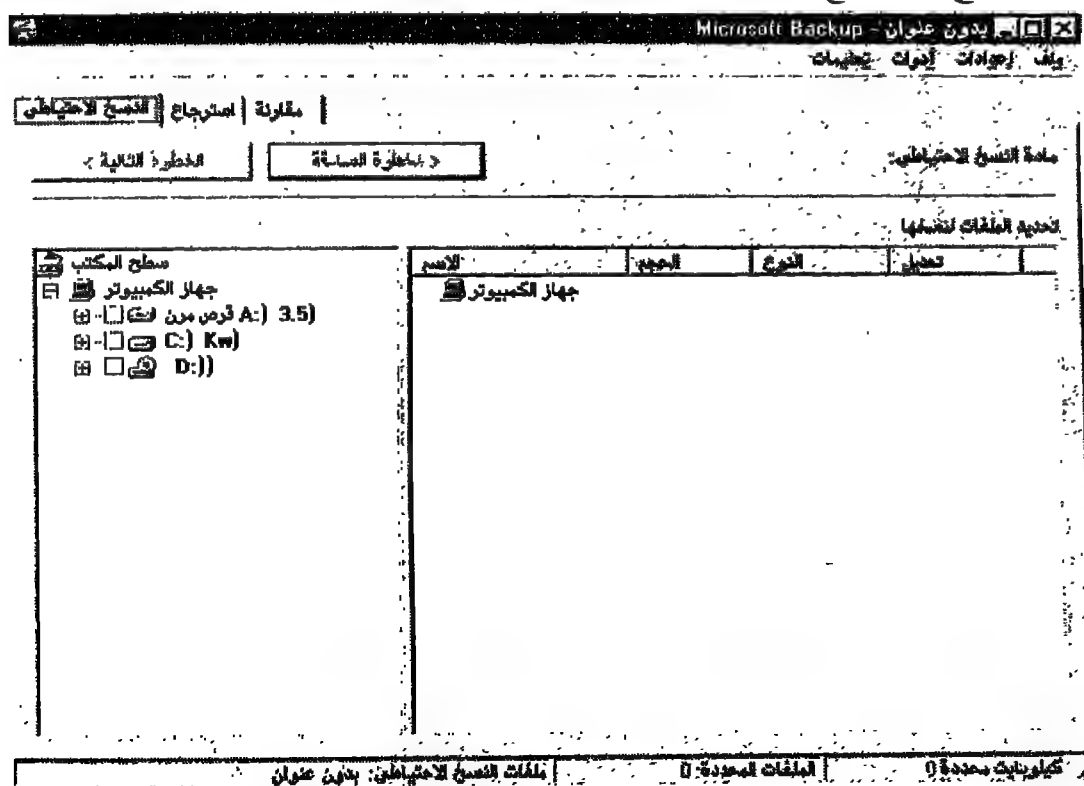 بدون عنوان - Microsoft Backup
ملف إعدادات أدوات تعليمات
النسخ الاحتياطي استرجاع مقارنة
مادة النسخ الاحتياطي:
< الخطوة السابقة
الخطوة التالية >
تحديد الملفات لنسخها
سطح المكتب
جهاز الكمبيوتر
A:) 3.5) قرص مرن
C:) Kw)
D:))
الاسم الحجم النوع تعديل
جهاز الكمبيوتر
ملفات النسخ الاحتياطي: بدون عنوان
الملفات المحددة: 0
كيلوبايت محددة 0